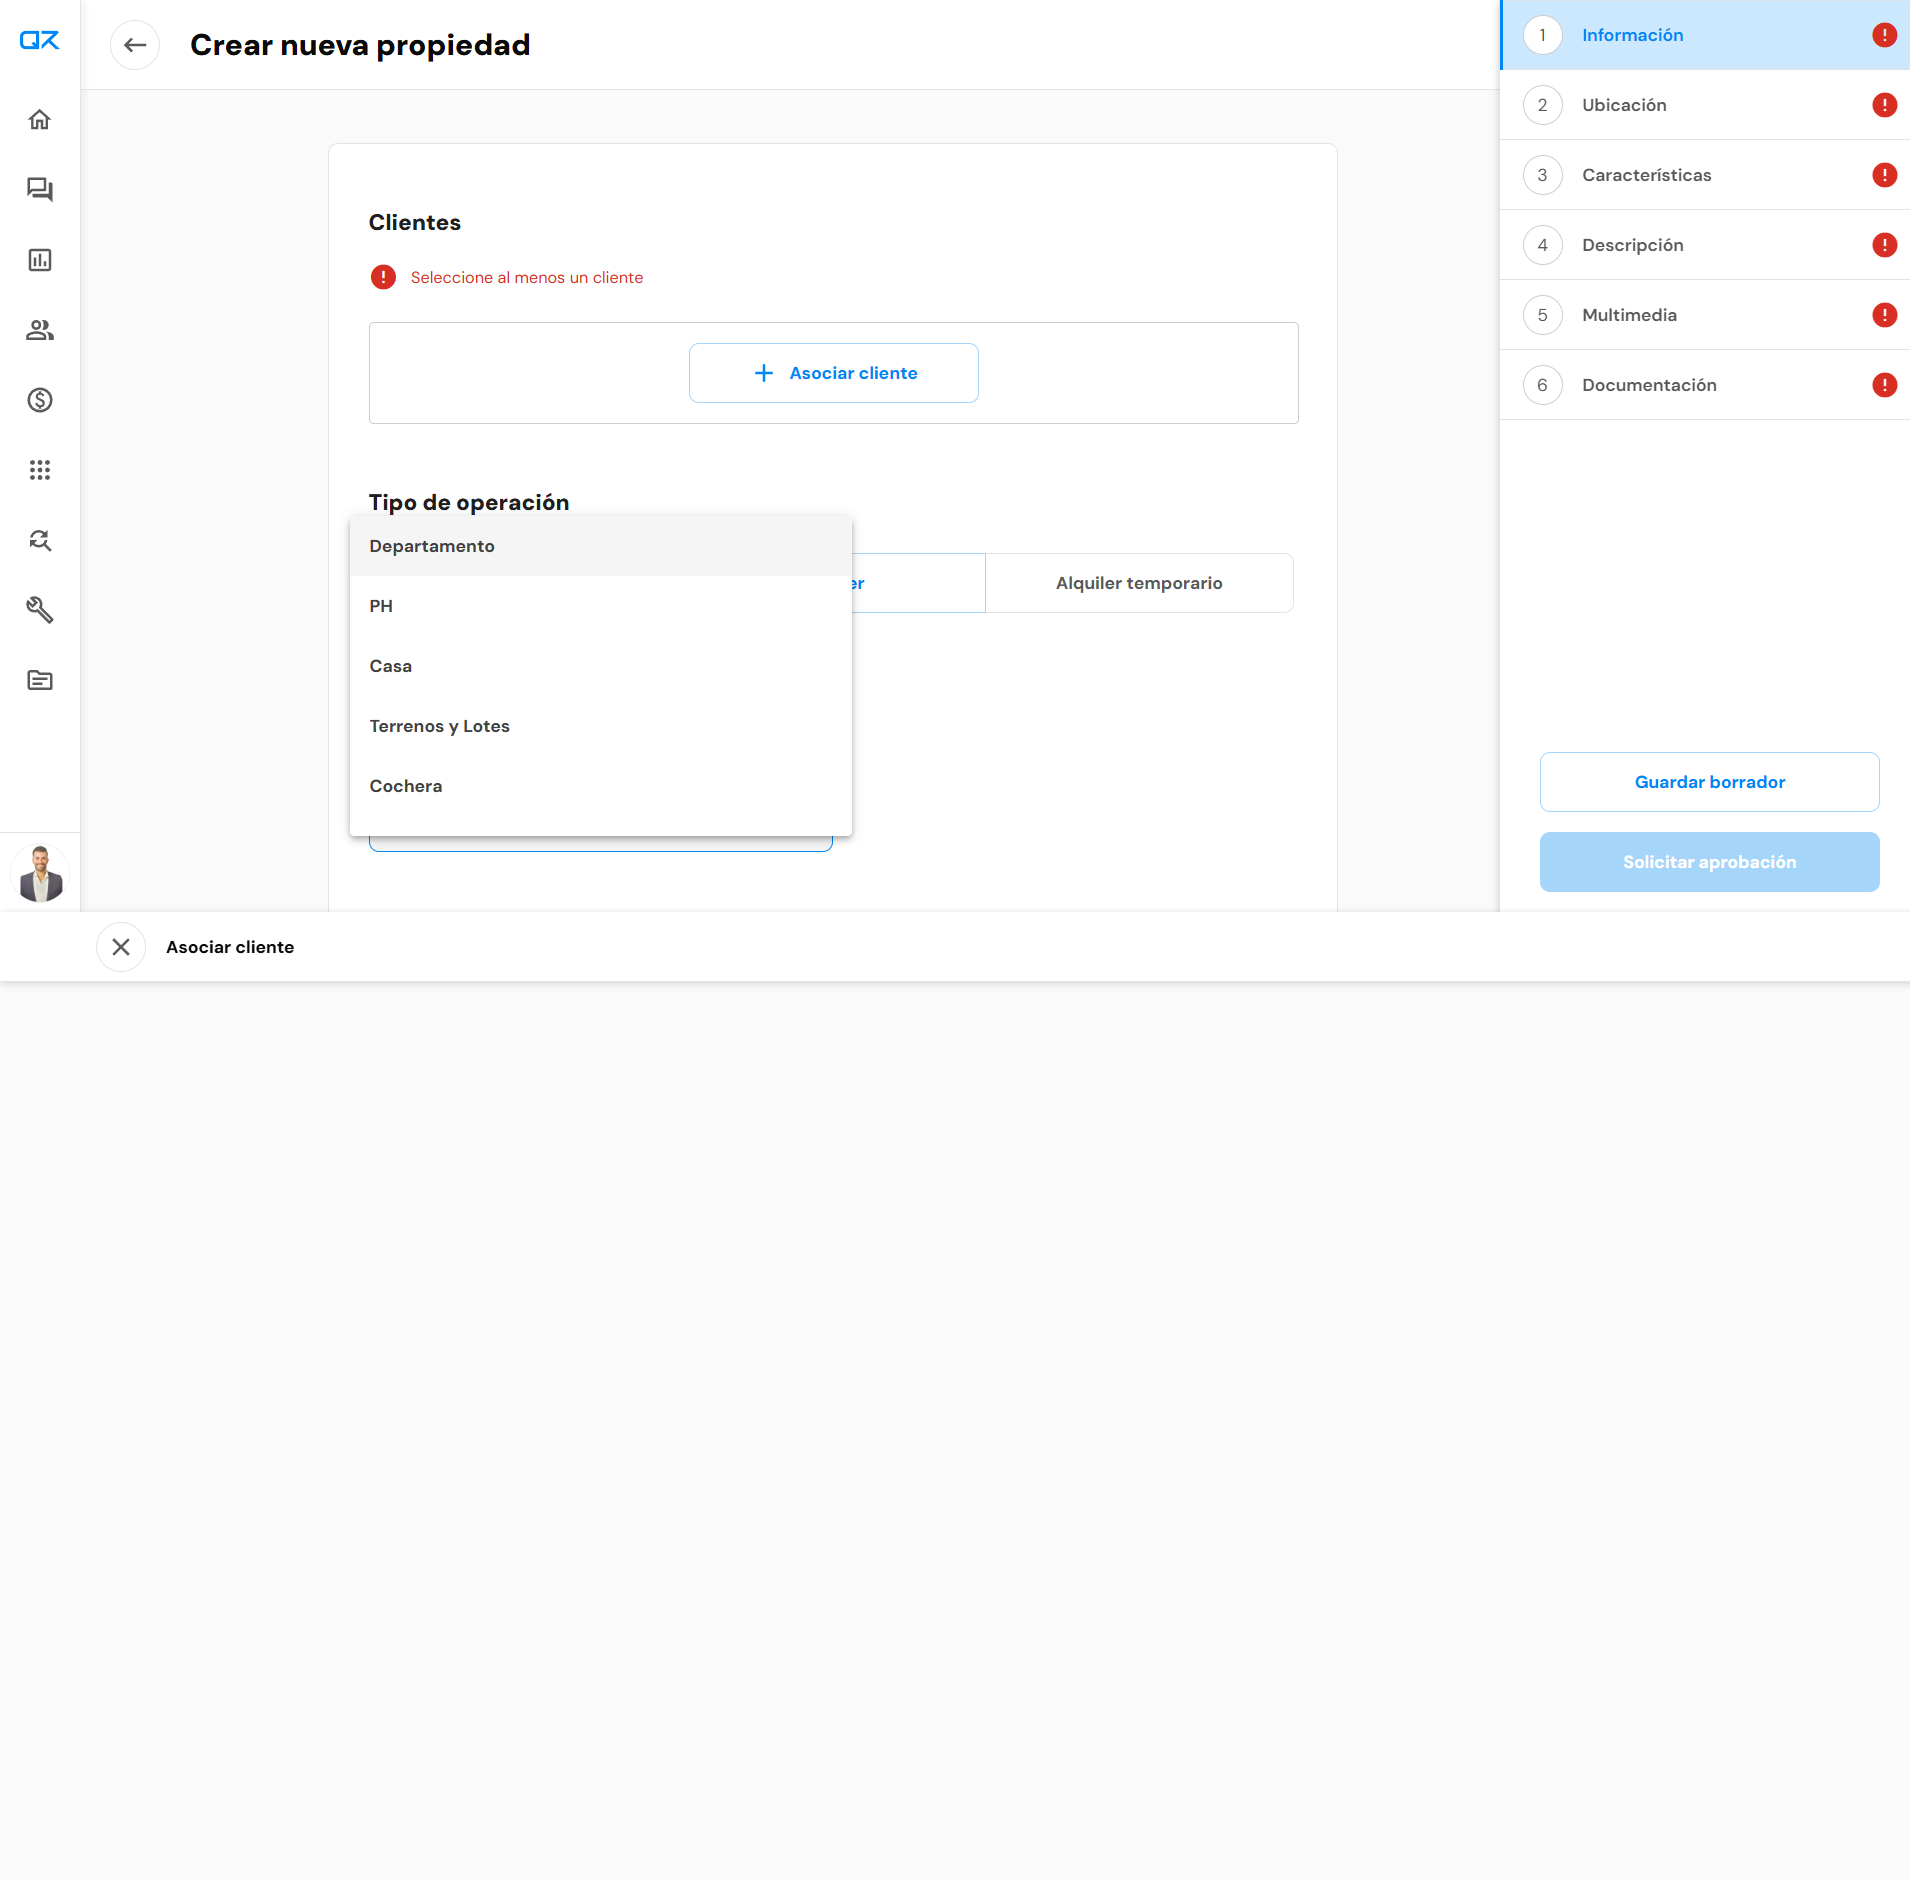 Crear nueva propiedad
Clientes
Seleccione al menos un cliente
Asociar cliente
Tipo de operación
Departamento
PH
Casa
Terrenos y Lotes
Cochera
er
Alquiler temporario
1 Información
2 Ubicación
3 Características
4 Descripción
5 Multimedia
6 Documentación
Guardar borrador
Solicitar aprobación
Asociar cliente